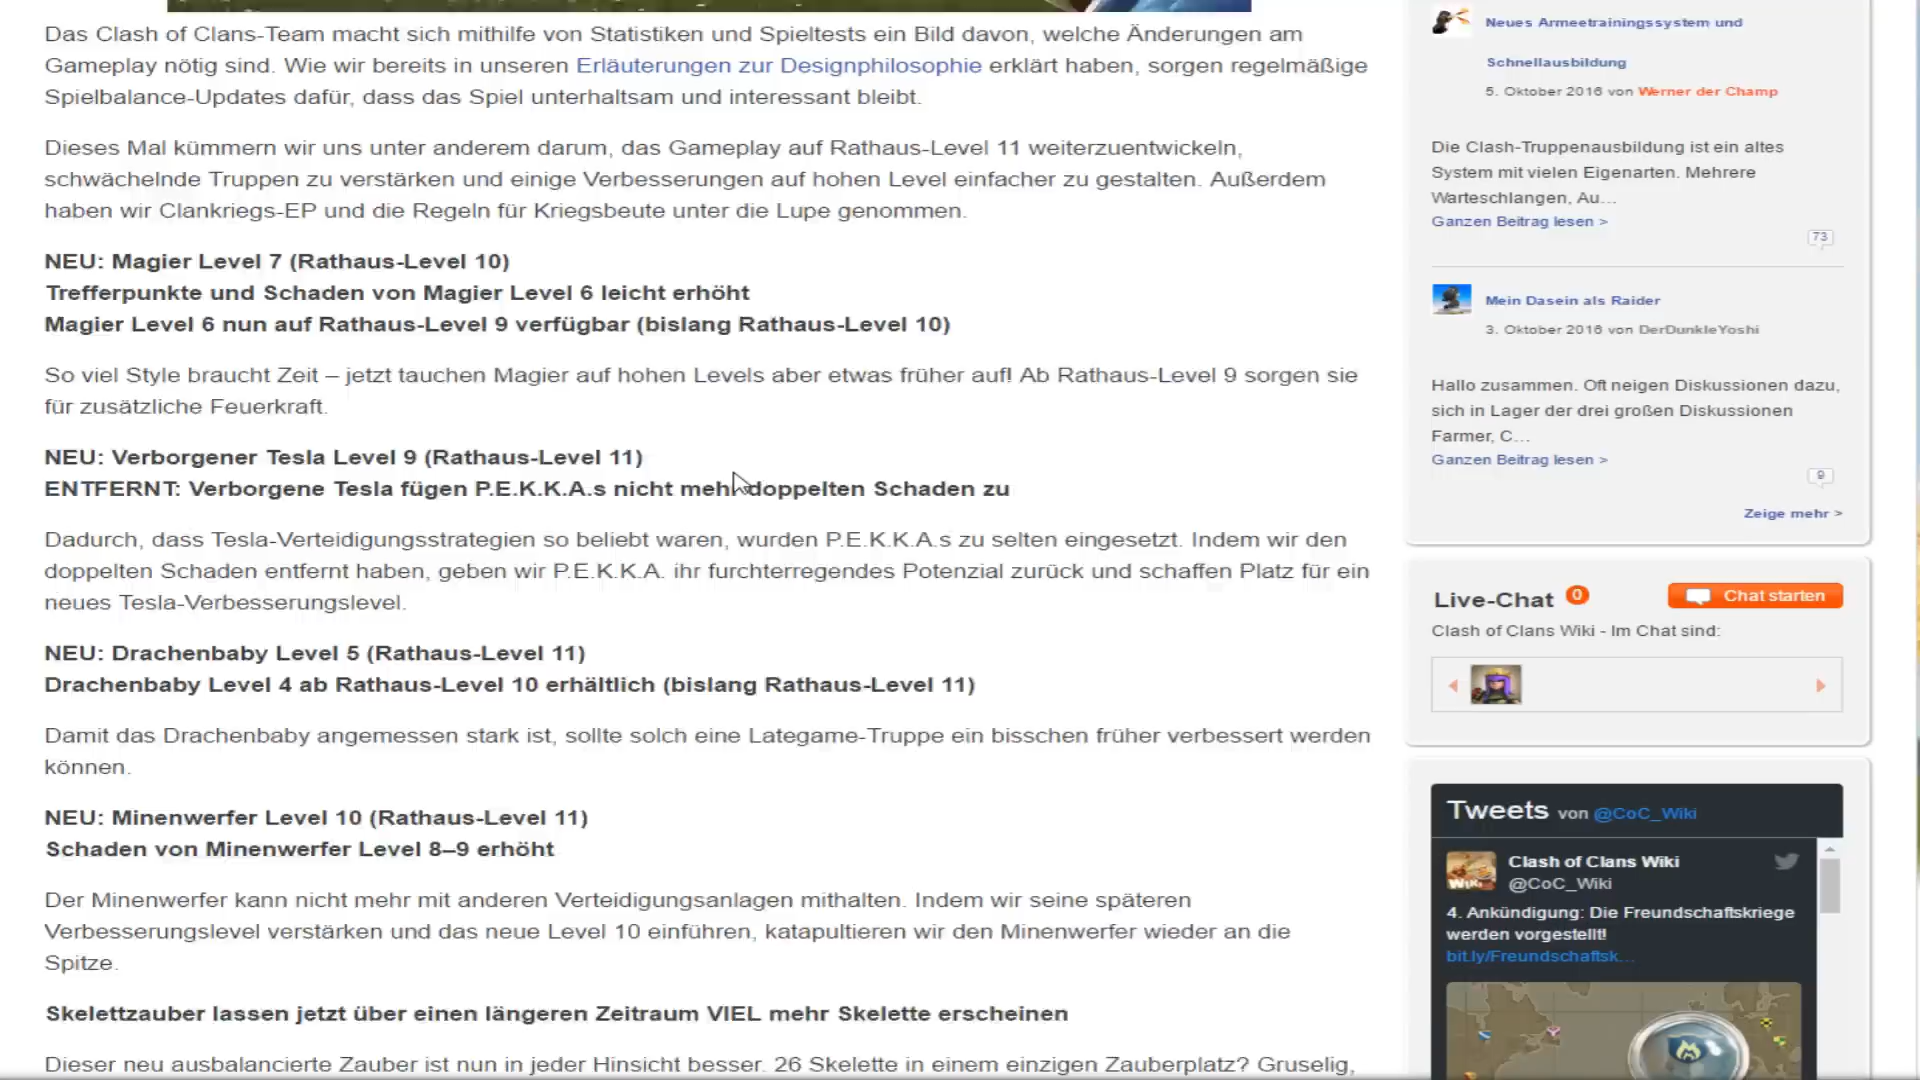 Das Clash of Clans-Team macht sich mithilfe von Statistiken und Spieltests ein Bild davon, welche Änderungen am
Gameplay nötig sind. Wie wir bereits in unseren Erläuterungen zur Designphilosophie erklärt haben, sorgen regelmäßige
Spielbalance-Updates dafür, dass das Spiel unterhaltsam und interessant bleibt.
Dieses Mal kümmern wir uns unter anderem darum, das Gameplay auf Rathaus-Level 11 weiterzuentwickeln,
schwächelnde Truppen zu verstärken und einige Verbesserungen auf hohen Level einfacher zu gestalten. Außerdem
haben wir Clankriegs-EP und die Regeln für Kriegsbeute unter die Lupe genommen.
NEU: Magier Level 7 (Rathaus-Level 10)
Trefferpunkte und Schaden von Magier Level 6 leicht erhöht
Magier Level 6 nun auf Rathaus-Level 9 verfügbar (bislang Rathaus-Level 10)
So viel Style braucht Zeit – jetzt tauchen Magier auf hohen Levels aber etwas früher auf! Ab Rathaus-Level 9 sorgen sie
für zusätzliche Feuerkraft.
NEU: Verborgener Tesla Level 9 (Rathaus-Level 11)
ENTFERNT: Verborgene Tesla fügen P.E.K.K.A.s nicht mehr doppelten Schaden zu
Dadurch, dass Tesla-Verteidigungsstrategien so beliebt waren, wurden P.E.K.K.A.s zu selten eingesetzt. Indem wir den
doppelten Schaden entfernt haben, geben wir P.E.K.K.A. ihr furchterregendes Potenzial zurück und schaffen Platz für ein
neues Tesla-Verbesserungslevel.
NEU: Drachenbaby Level 5 (Rathaus-Level 11)
Drachenbaby Level 4 ab Rathaus-Level 10 erhältlich (bislang Rathaus-Level 11)
Damit das Drachenbaby angemessen stark ist, sollte solch eine Lategame-Truppe ein bisschen früher verbessert werden
können.
NEU: Minenwerfer Level 10 (Rathaus-Level 11)
Schaden von Minenwerfer Level 8–9 erhöht
Der Minenwerfer kann nicht mehr mit anderen Verteidigungsanlagen mithalten. Indem wir seine späteren
Verbesserungslevel verstärken und das neue Level 10 einführen, katapultieren wir den Minenwerfer wieder an die
Spitze.
Skelettzauber lassen jetzt über einen längeren Zeitraum VIEL mehr Skelette erscheinen
Dieser neu ausbalancierte Zauber ist nun in jeder Hinsicht besser. 26 Skelette in einem einzigen Zauberplatz? Gruselig,
Neues Armeetrainingssystem und
Schnellausbildung
5. Oktober 2016 von Werner der Champ
Die Clash-Truppenausbildung ist ein altes
System mit vielen Eigenarten. Mehrere
Warteschlangen, Au...
Ganzen Beitrag lesen >
73
Mein Dasein als Raider
3. Oktober 2016 von DerDunkleYoshi
Hallo zusammen. Oft neigen Diskussionen dazu,
sich in Lager der drei großen Diskussionen
Farmer, C...
Ganzen Beitrag lesen >
9
Zeige mehr >
Live-Chat 0 Chat starten
Clash of Clans Wiki - Im Chat sind:
Tweets von @CoC_Wiki
Clash of Clans Wiki
@CoC_Wiki
WIKI
4. Ankündigung: Die Freundschaftskriege
werden vorgestellt!
bit.ly/Freundschaftsk...